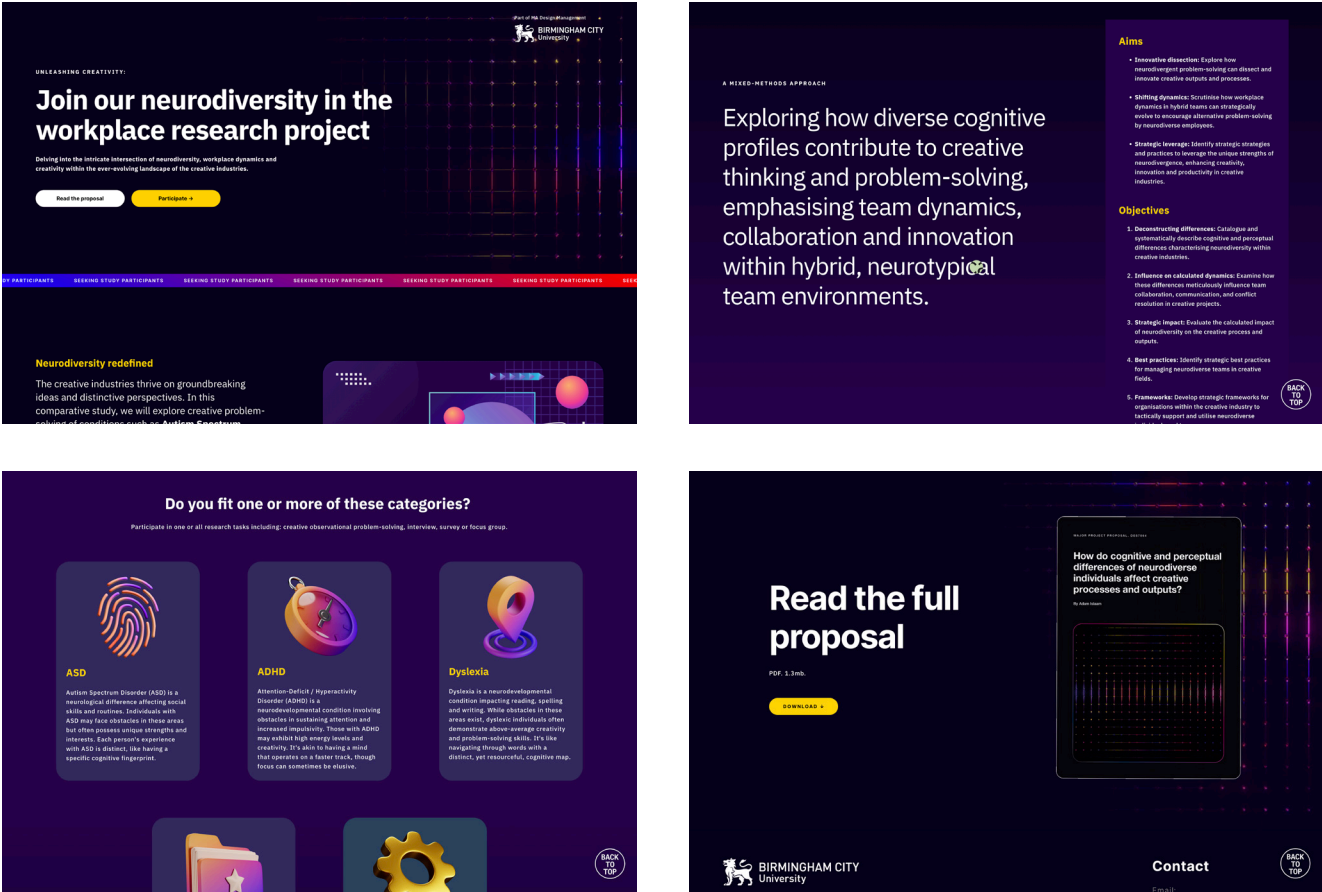 Part of MA Design Management
BIRMINGHAM CITY
University
UNLEASHING CREATIVITY:
Join our neurodiversity in the
workplace research project
Delving into the intricate intersection of neurodiversity, workplace dynamics and
creativity within the ever-evolving landscape of the creative industries.
Read the proposal
Participate →
DY PARTICIPANTS SEEKING STUDY PARTICIPANTS SEEKING STUDY PARTICIPANTS SEEKING STUDY PARTICIPANTS SEEKING STUDY PARTICIPANTS SEEKING STUDY PARTICIPANTS SEEK
Neurodiversity redefined
The creative industries thrive on groundbreaking
ideas and distinctive perspectives. In this
comparative study, we will explore creative problem-
solving of conditions such as Autism Spectrum
A MIXED-METHODS APPROACH
Exploring how diverse cognitive
profiles contribute to creative
thinking and problem-solving,
emphasising team dynamics,
collaboration and innovation
within hybrid, neurotypical
team environments.
Aims
• Innovative dissection: Explore how
neurodivergent problem-solving can dissect and
innovate creative outputs and processes.
• Shifting dynamics: Scrutinise how workplace
dynamics in hybrid teams can strategically
evolve to encourage alternative problem-solving
by neurodiverse employees.
• Strategic leverage: Identify strategic strategies
and practices to leverage the unique strengths of
neurodivergence, enhancing creativity,
innovation and productivity in creative
industries.
Objectives
1. Deconstructing differences: Catalogue and
systematically describe cognitive and perceptual
differences characterising neurodiversity within
creative industries.
2. Influence on calculated dynamics: Examine how
these differences meticulously influence team
collaboration, communication, and conflict
resolution in creative projects.
3. Strategic impact: Evaluate the calculated impact
of neurodiversity on the creative process and
outputs.
4. Best practices: Identify strategic best practices
for managing neurodiverse teams in creative
fields.
5. Frameworks: Develop strategic frameworks for
organisations within the creative industry to
tactically support and utilise neurodiverse
BACK
TO
TOP
Do you fit one or more of these categories?
Participate in one or all research tasks including: creative observational problem-solving, interview, survey or focus group.
ASD
Autism Spectrum Disorder (ASD) is a
neurological difference affecting social
skills and routines. Individuals with
ASD may face obstacles in these areas
but often possess unique strengths and
interests. Each person's experience
with ASD is distinct, like having a
specific cognitive fingerprint.
ADHD
Attention-Deficit / Hyperactivity
Disorder (ADHD) is a
neurodevelopmental condition involving
obstacles in sustaining attention and
increased impulsivity. Those with ADHD
may exhibit high energy levels and
creativity. It's akin to having a mind
that operates on a faster track, though
focus can sometimes be elusive.
Dyslexia
Dyslexia is a neurodevelopmental
condition impacting reading, spelling
and writing. While obstacles in these
areas exist, dyslexic individuals often
demonstrate above-average creativity
and problem-solving skills. It's like
navigating through words with a
distinct, yet resourceful, cognitive map.
BACK
TO
TOP
Read the full
proposal
PDF. 1.3mb.
DOWNLOAD ↓
MAJOR PROJECT PROPOSAL,
How do cognitive and perceptual
differences of neurodiverse
individuals affect creative
processes and outputs?
By Adam
BIRMINGHAM CITY
University
Contact
Email:
BACK
TO
TOP